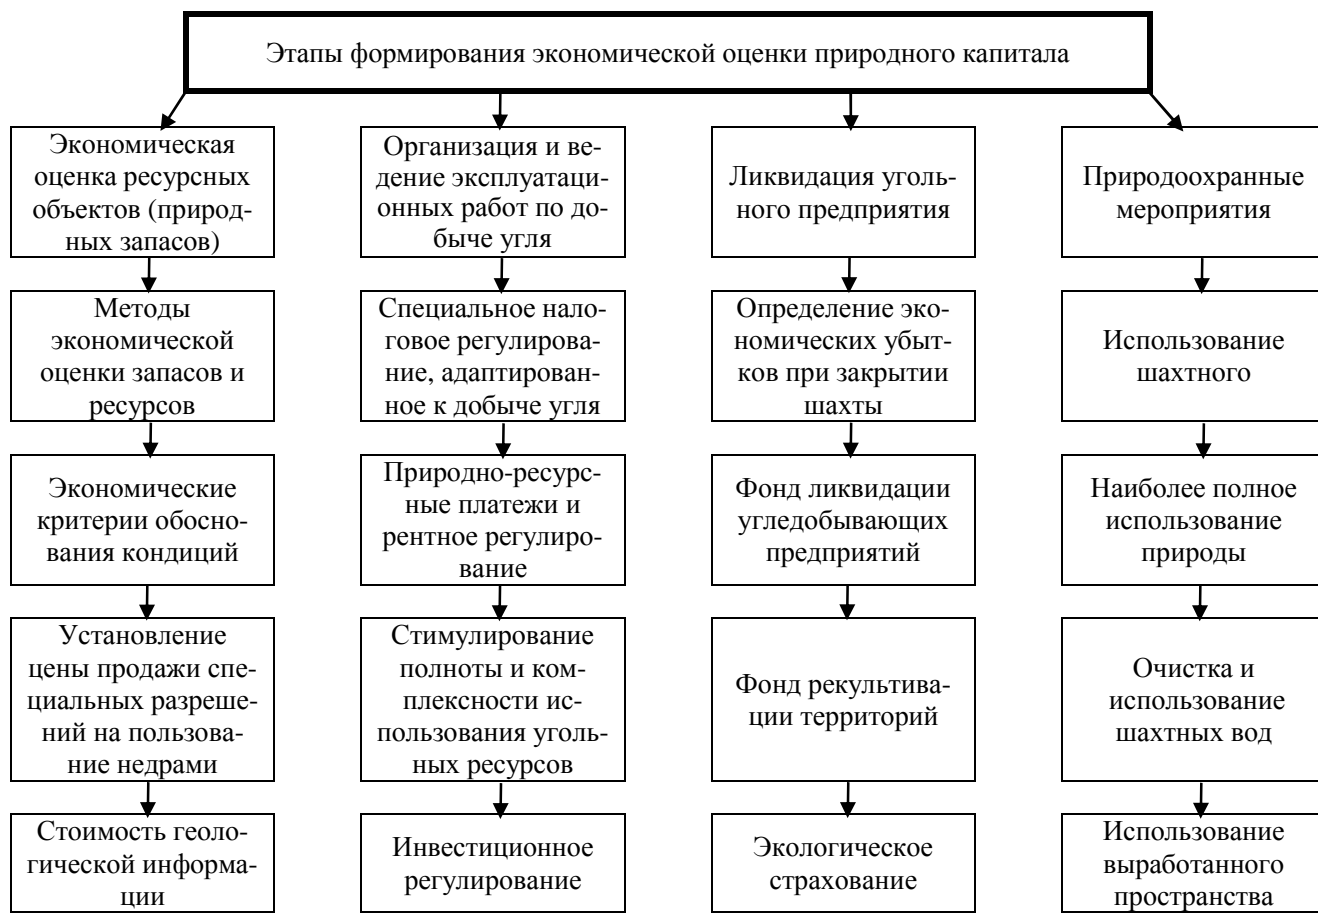 Этапы формирования экономической оценки природного капитала
Экономическая
оценка ресурсных
объектов (природ-
ных запасов)
Методы
экономической
оценки запасов и
ресурсов
Экономические
критерии обосно-
вания кондиций
Установление
цены продажи спе-
циальных разреше-
ний на пользова-
ние недрами
Стоимость геоло-
гической информа-
ции
Организация и ве-
дение эксплуатаци-
онных работ по до-
быче угля
Специальное нало-
говое регулирова-
ние, адаптирован-
ное к добыче угля
Природно-ресурс-
ные платежи и
рентное регулиро-
вание
Стимулирование
полноты и ком-
плексности ис-
пользования уголь-
ных ресурсов
Инвестиционное
регулирование
Ликвидация уголь-
ного предприятия
Определение эко-
номических убыт-
ков при закрытии
шахты
Фонд ликвидации
угледобывающих
предприятий
Фонд рекультива-
ции территорий
Экологическое
страхование
Природоохранные
мероприятия
Использование
шахтного
Наиболее полное
использование
природы
Очистка и
использование
шахтных вод
Использование
выработанного
пространства